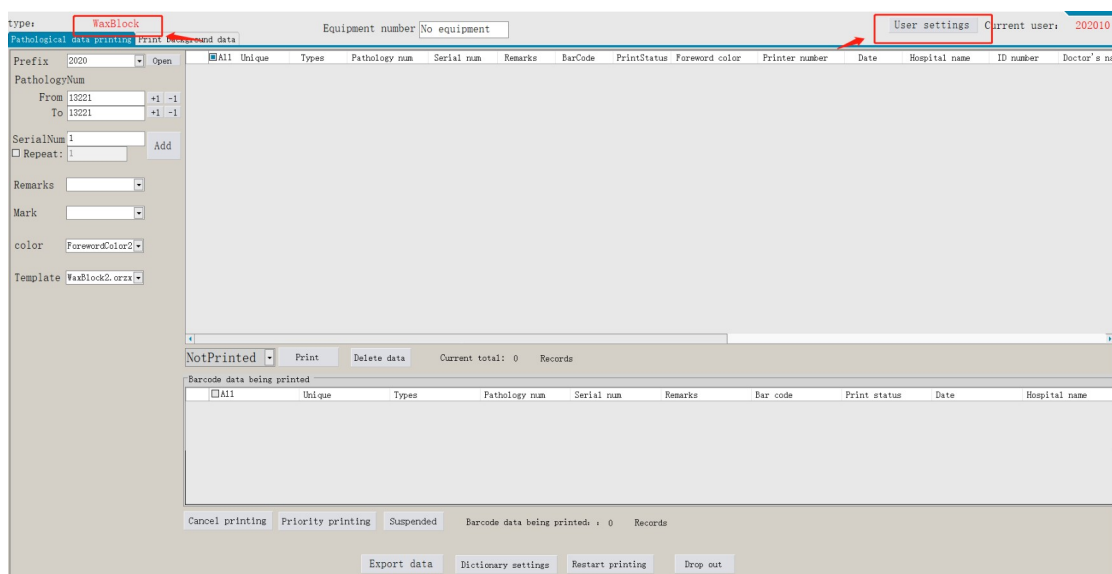 type: WaxBlock Equipment number No equipment User settings Current user: 202010
Pathological data printing Print background data
Prefix 2020 Open
All Unique Types Pathology num Serial num Remarks BarCode PrintStatus Foreword color Printer number Date Hospital name ID number Doctor's na
PathologyNum
From 13221 +1 -1
To 13221 +1 -1
SerialNum 1 Add
Repeat: 1
Remarks
Mark
color ForewordColor2
Template WaxBlock2.orzx
NotPrinted Print Delete data Current total: 0 Records
Barcode data being printed
All Unique Types Pathology num Serial num Remarks Bar code Print status Date Hospital name
Cancel printing Priority printing Suspended Barcode data being printed: : 0 Records
Export data Dictionary settings Restart printing Drop out